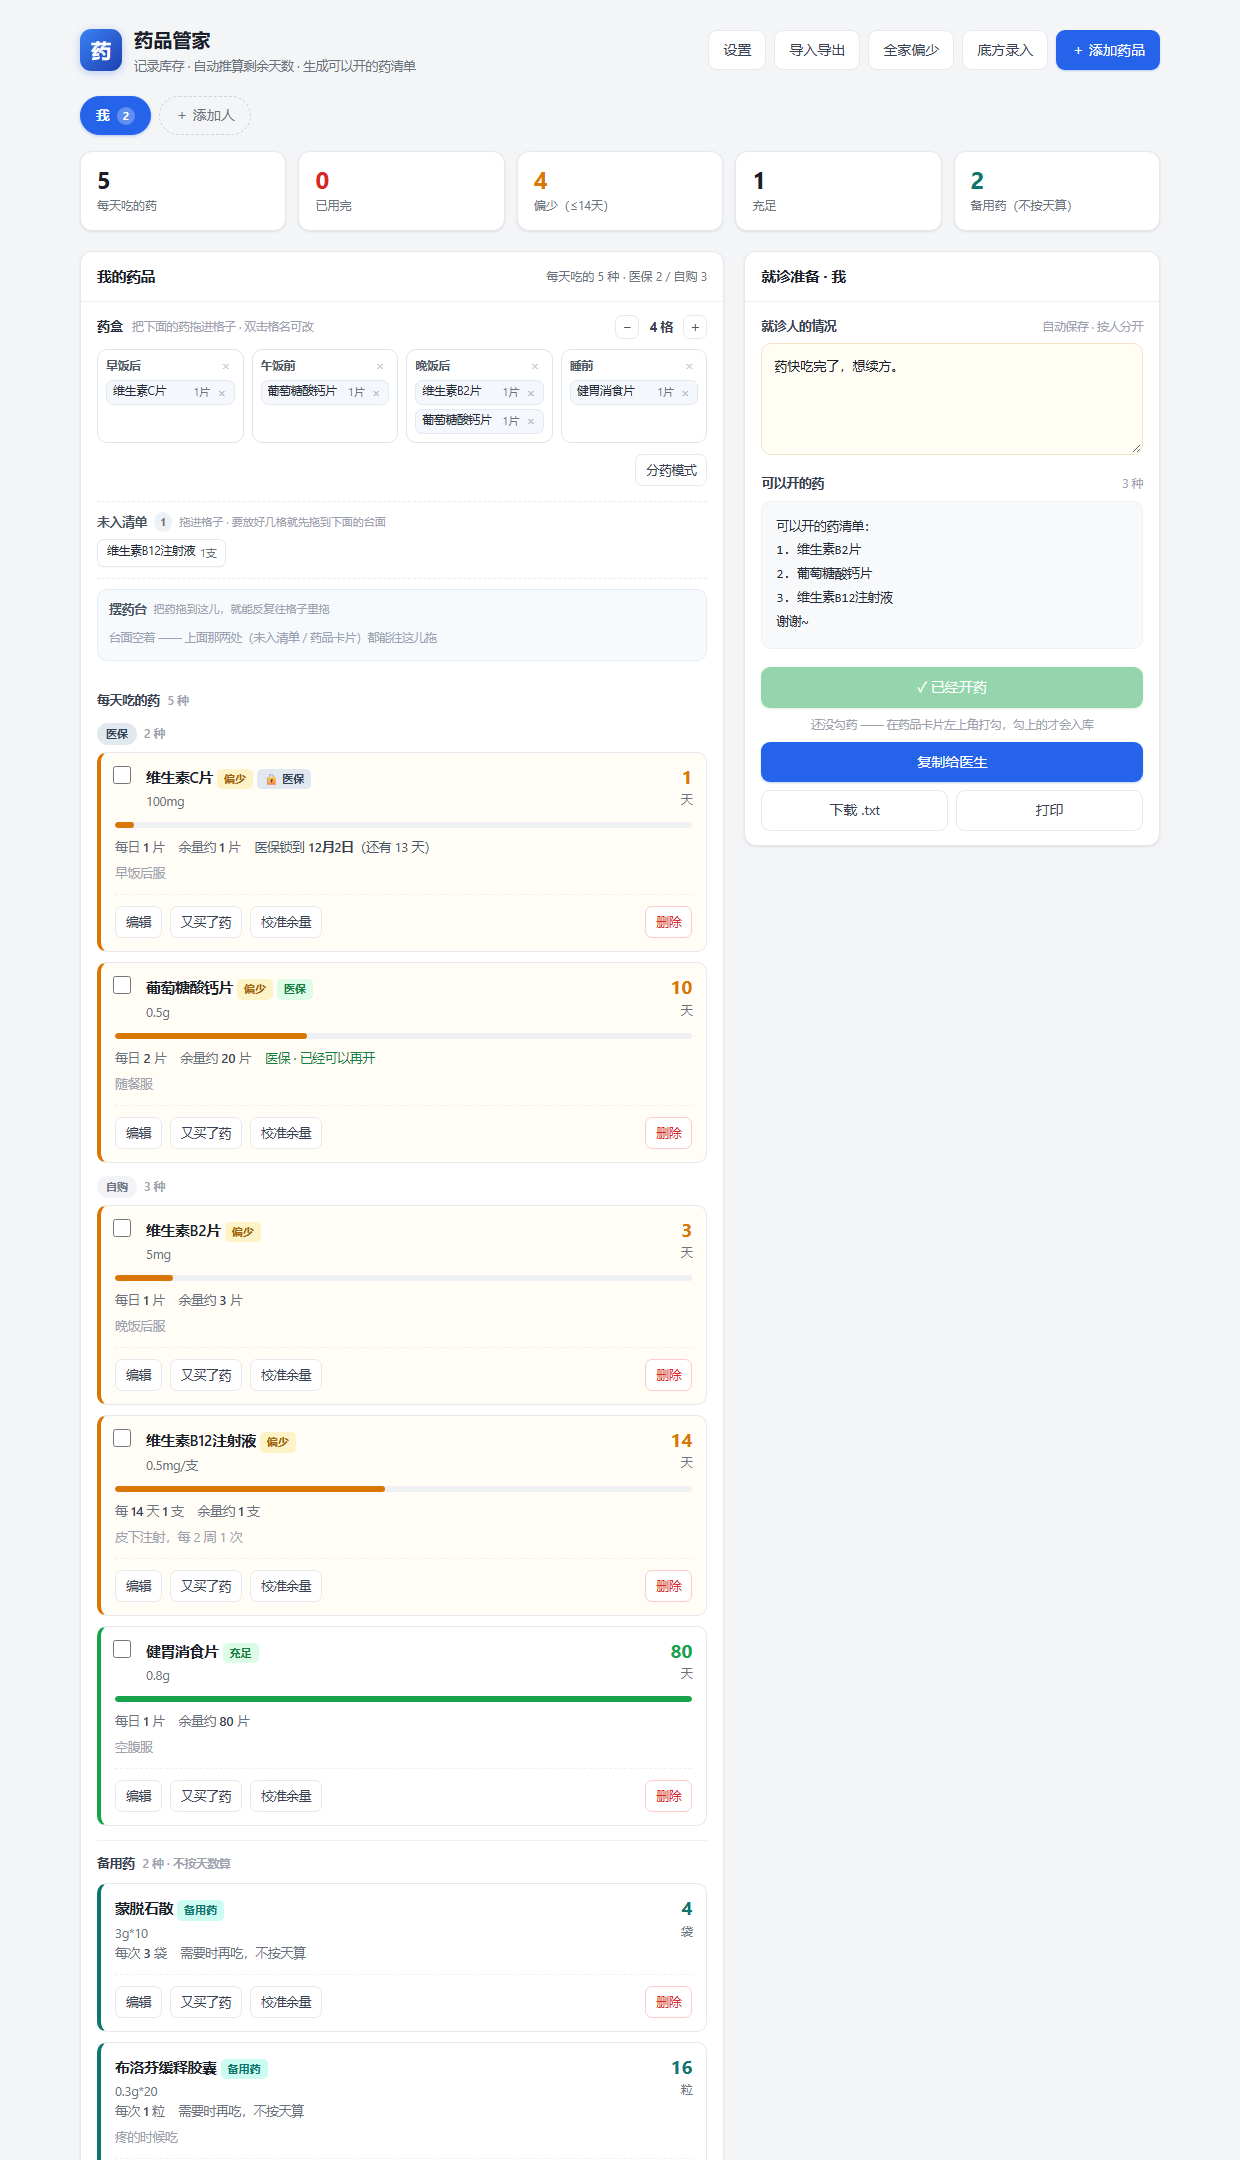 药
药品管家
记录库存 · 自动推算剩余天数 · 生成可以开的药清单
设置
导入导出
全家偏少
底方录入
+ 添加药品
我 2
+ 添加人
5
每天吃的药
0
已用完
4
偏少（≤14天）
1
充足
2
备用药（不按天算）
我的药品
每天吃的 5 种 · 医保 2 / 自购 3
药盒 把下面的药拖进格子 · 双击格名可改
− 4 格 +
早饭后 ×
维生素C片 1片 ×
午饭前 ×
葡萄糖酸钙片 1片 ×
晚饭后 ×
维生素B2片 1片 ×
葡萄糖酸钙片 1片 ×
睡前 ×
健胃消食片 1片 ×
分药模式
未入清单 1 拖进格子 · 要放好几格就先拖到下面的台面
维生素B12注射液 1支
摆药台 把药拖到这儿，就能反复往格子里拖
台面空着 —— 上面那两处（未入清单 / 药品卡片）都能往这儿拖
每天吃的药 5 种
医保 2 种
维生素C片 偏少 🔒 医保
1
100mg
天
每日 1 片 余量约 1 片 医保锁到 12月2日（还有 13 天）
早饭后服
编辑 又买了药 校准余量 删除
葡萄糖酸钙片 偏少 医保
10
0.5g
天
每日 2 片 余量约 20 片 医保 · 已经可以再开
随餐服
编辑 又买了药 校准余量 删除
自购 3 种
维生素B2片 偏少
3
5mg
天
每日 1 片 余量约 3 片
晚饭后服
编辑 又买了药 校准余量 删除
维生素B12注射液 偏少
14
0.5mg/支
天
每 14 天 1 支 余量约 1 支
皮下注射，每 2 周 1 次
编辑 又买了药 校准余量 删除
健胃消食片 充足
80
0.8g
天
每日 1 片 余量约 80 片
空腹服
编辑 又买了药 校准余量 删除
备用药 2 种 · 不按天数算
蒙脱石散 备用药
4
3g*10
袋
每次 3 袋 需要时再吃，不按天算
编辑 又买了药 校准余量 删除
布洛芬缓释胶囊 备用药
16
0.3g*20
粒
每次 1 粒 需要时再吃，不按天算
疼的时候吃
就诊准备 · 我
就诊人的情况 自动保存 · 按人分开
药快吃完了，想续方。
可以开的药 3 种
可以开的药清单：
1. 维生素B2片
2. 葡萄糖酸钙片
3. 维生素B12注射液
谢谢~
✓ 已经开药
还没勾药 —— 在药品卡片左上角打勾，勾上的才会入库
复制给医生
下载 .txt
打印